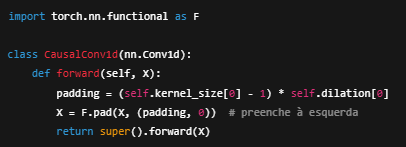 import torch.nn.functional as F
class CausalConv1d(nn.Conv1d):
def forward(self, X):
padding = (self.kernel_size[0] - 1) * self.dilation[0]
X = F.pad(X, (padding, 0))  # preenche à esquerda
return super().forward(X)